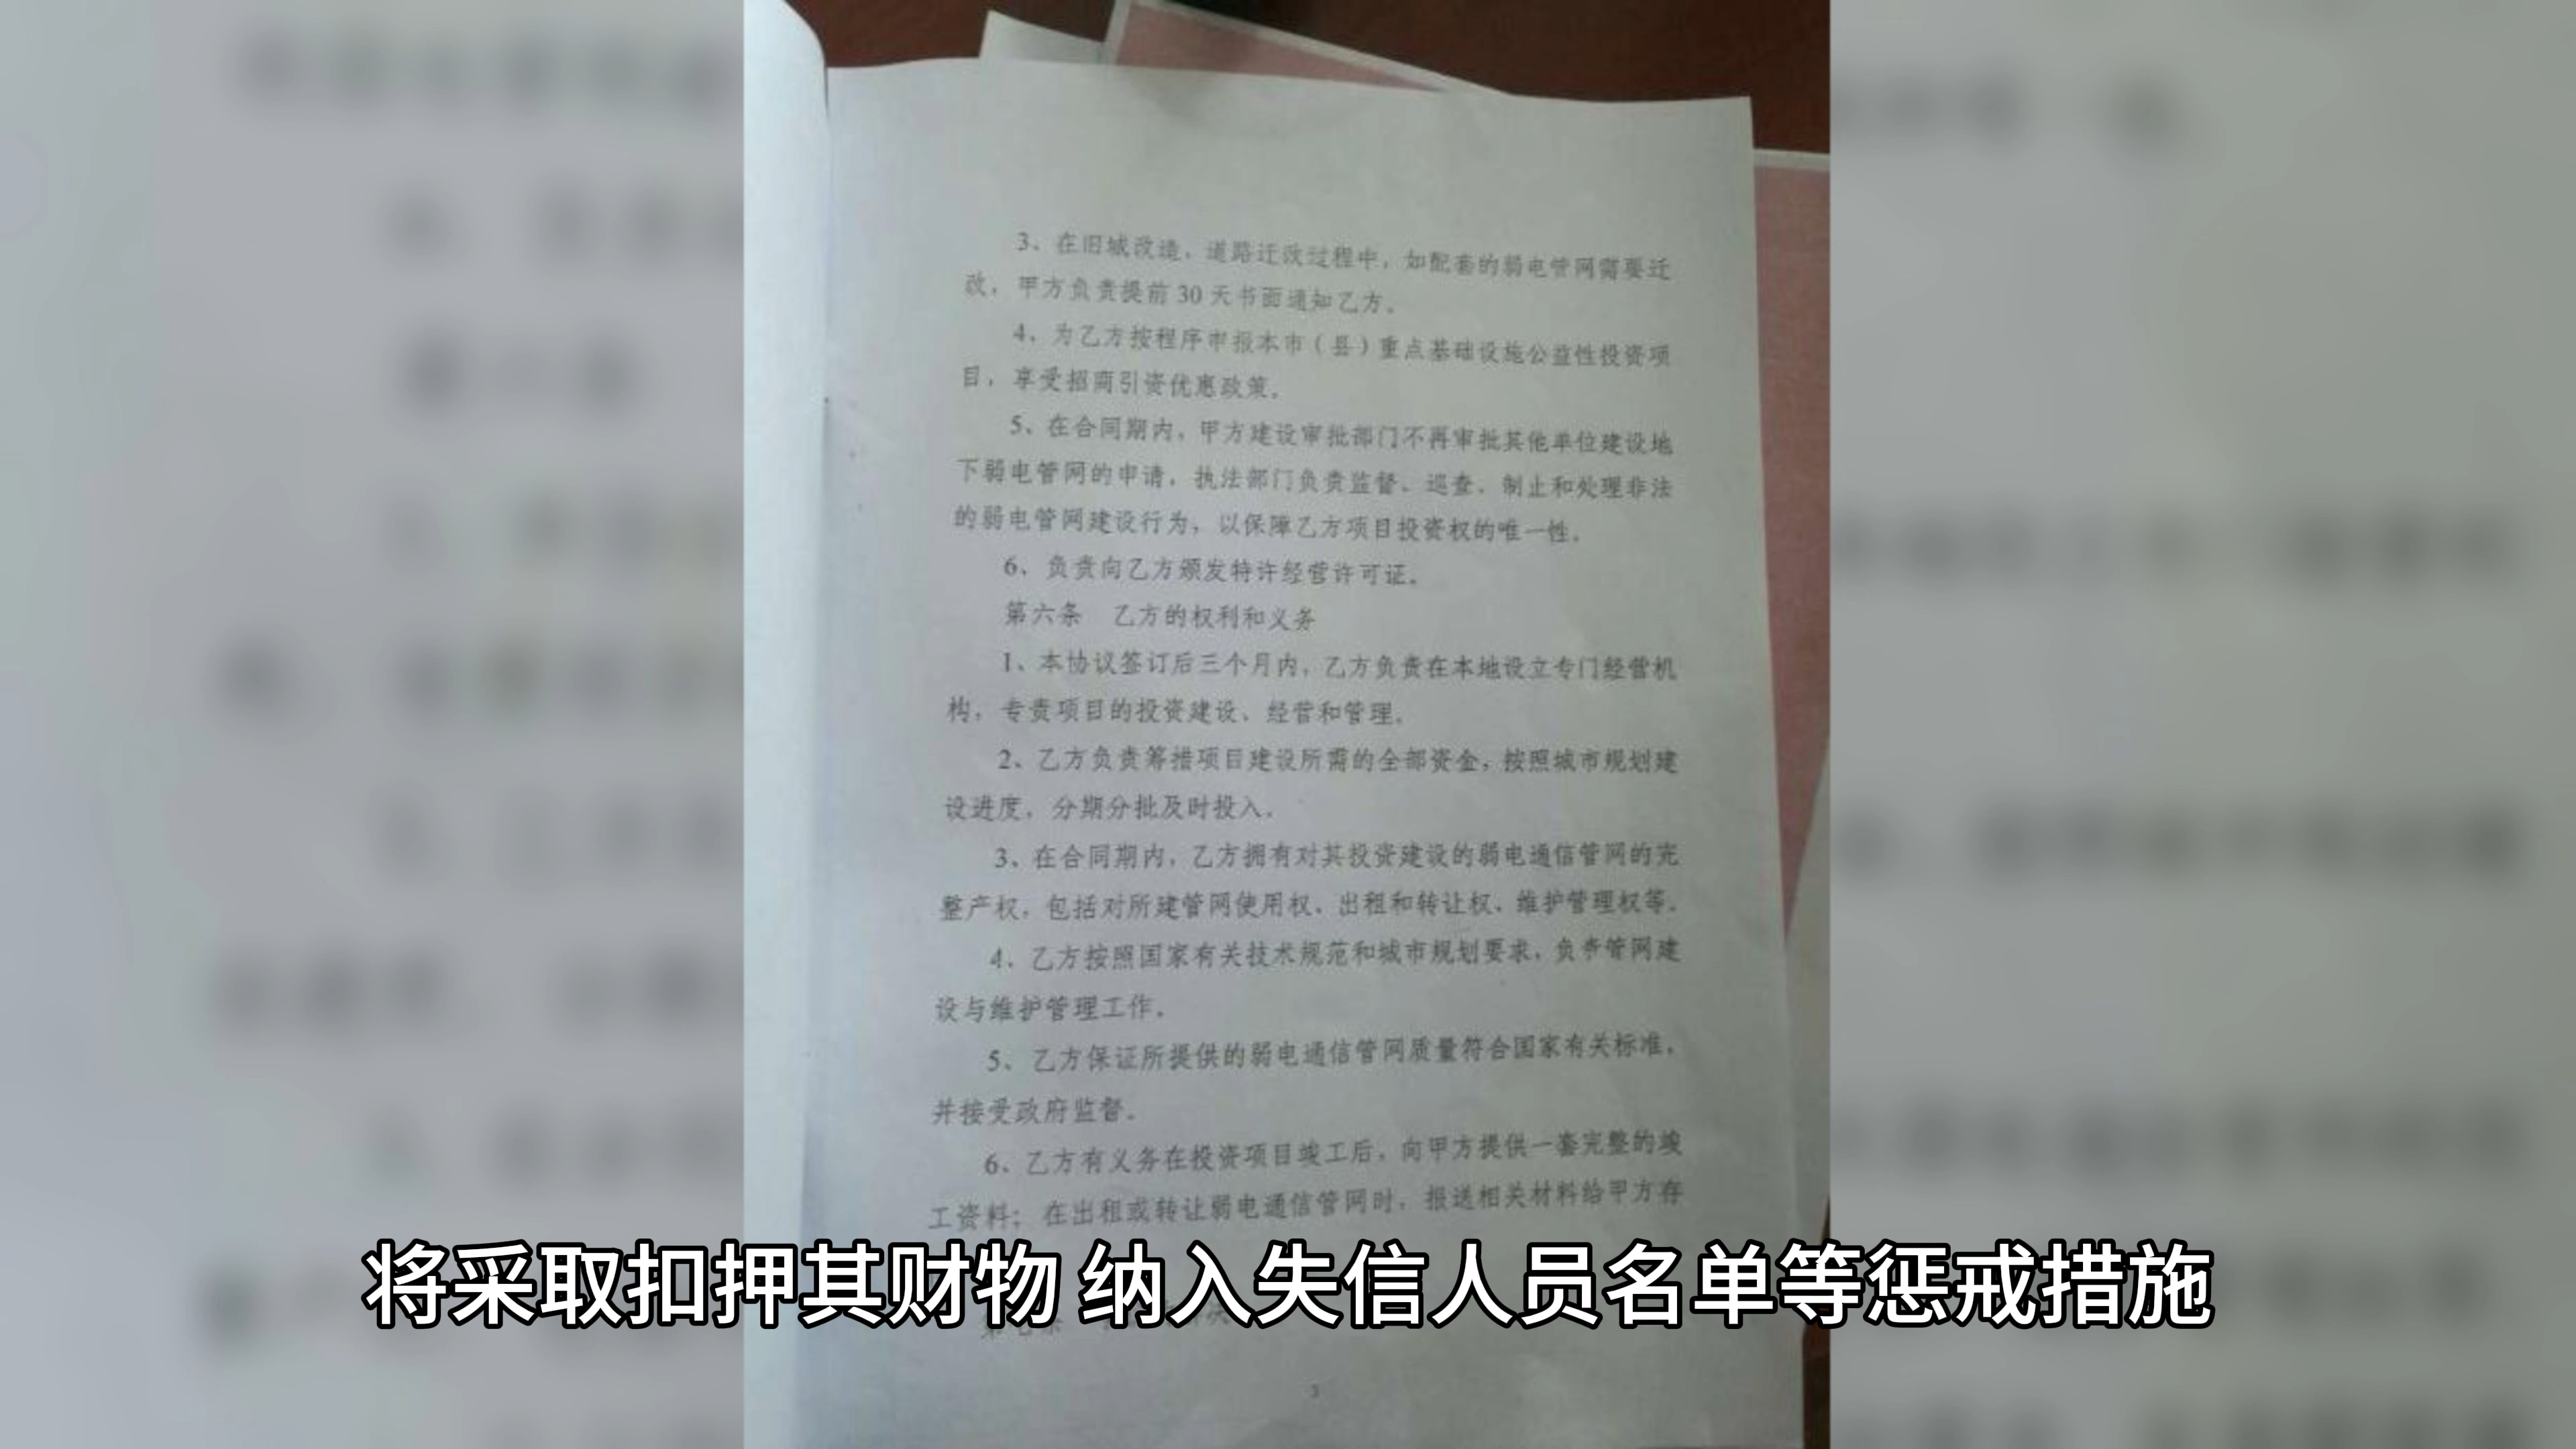 3、在旧城改造、道路迁改过程中，如配套的弱电管网需要迁
改，甲方负责提前 30 天书面通知乙方。
4、为乙方按程序申报本市（县）重点基础设施公益性投资项
目，享受招商引资优惠政策。
5、在合同期内，甲方建设审批部门不再审批其他单位建设地
下弱电管网的申请，执法部门负责监督、巡查、制止和处理非法
的弱电管网建设行为，以保障乙方项目投资权的唯一性。
6、负责向乙方颁发特许经营许可证。
第六条 乙方的权利和义务
1、本协议签订后三个月内，乙方负责在本地设立专门经营机
构，专责项目的投资建设、经营和管理。
2、乙方负责筹措项目建设所需的全部资金，按照城市规划建
设进度，分期分批及时投入。
3、在合同期内，乙方拥有对其投资建设的弱电通信管网的完
整产权，包括对所建管网使用权、出租和转让权、维护管理权等。
4、乙方按照国家有关技术规范和城市规划要求，负责管网建
设与维护管理工作。
5、乙方保证所提供的弱电通信管网质量符合国家有关标准，
并接受政府监督。
6、乙方有义务在投资项目竣工后，向甲方提供一套完整的竣
工资料；在出租或转让弱电通信管网时，报送相关材料给甲方存
将采取扣押其财物 纳入失信人员名单等惩戒措施
第七条
3